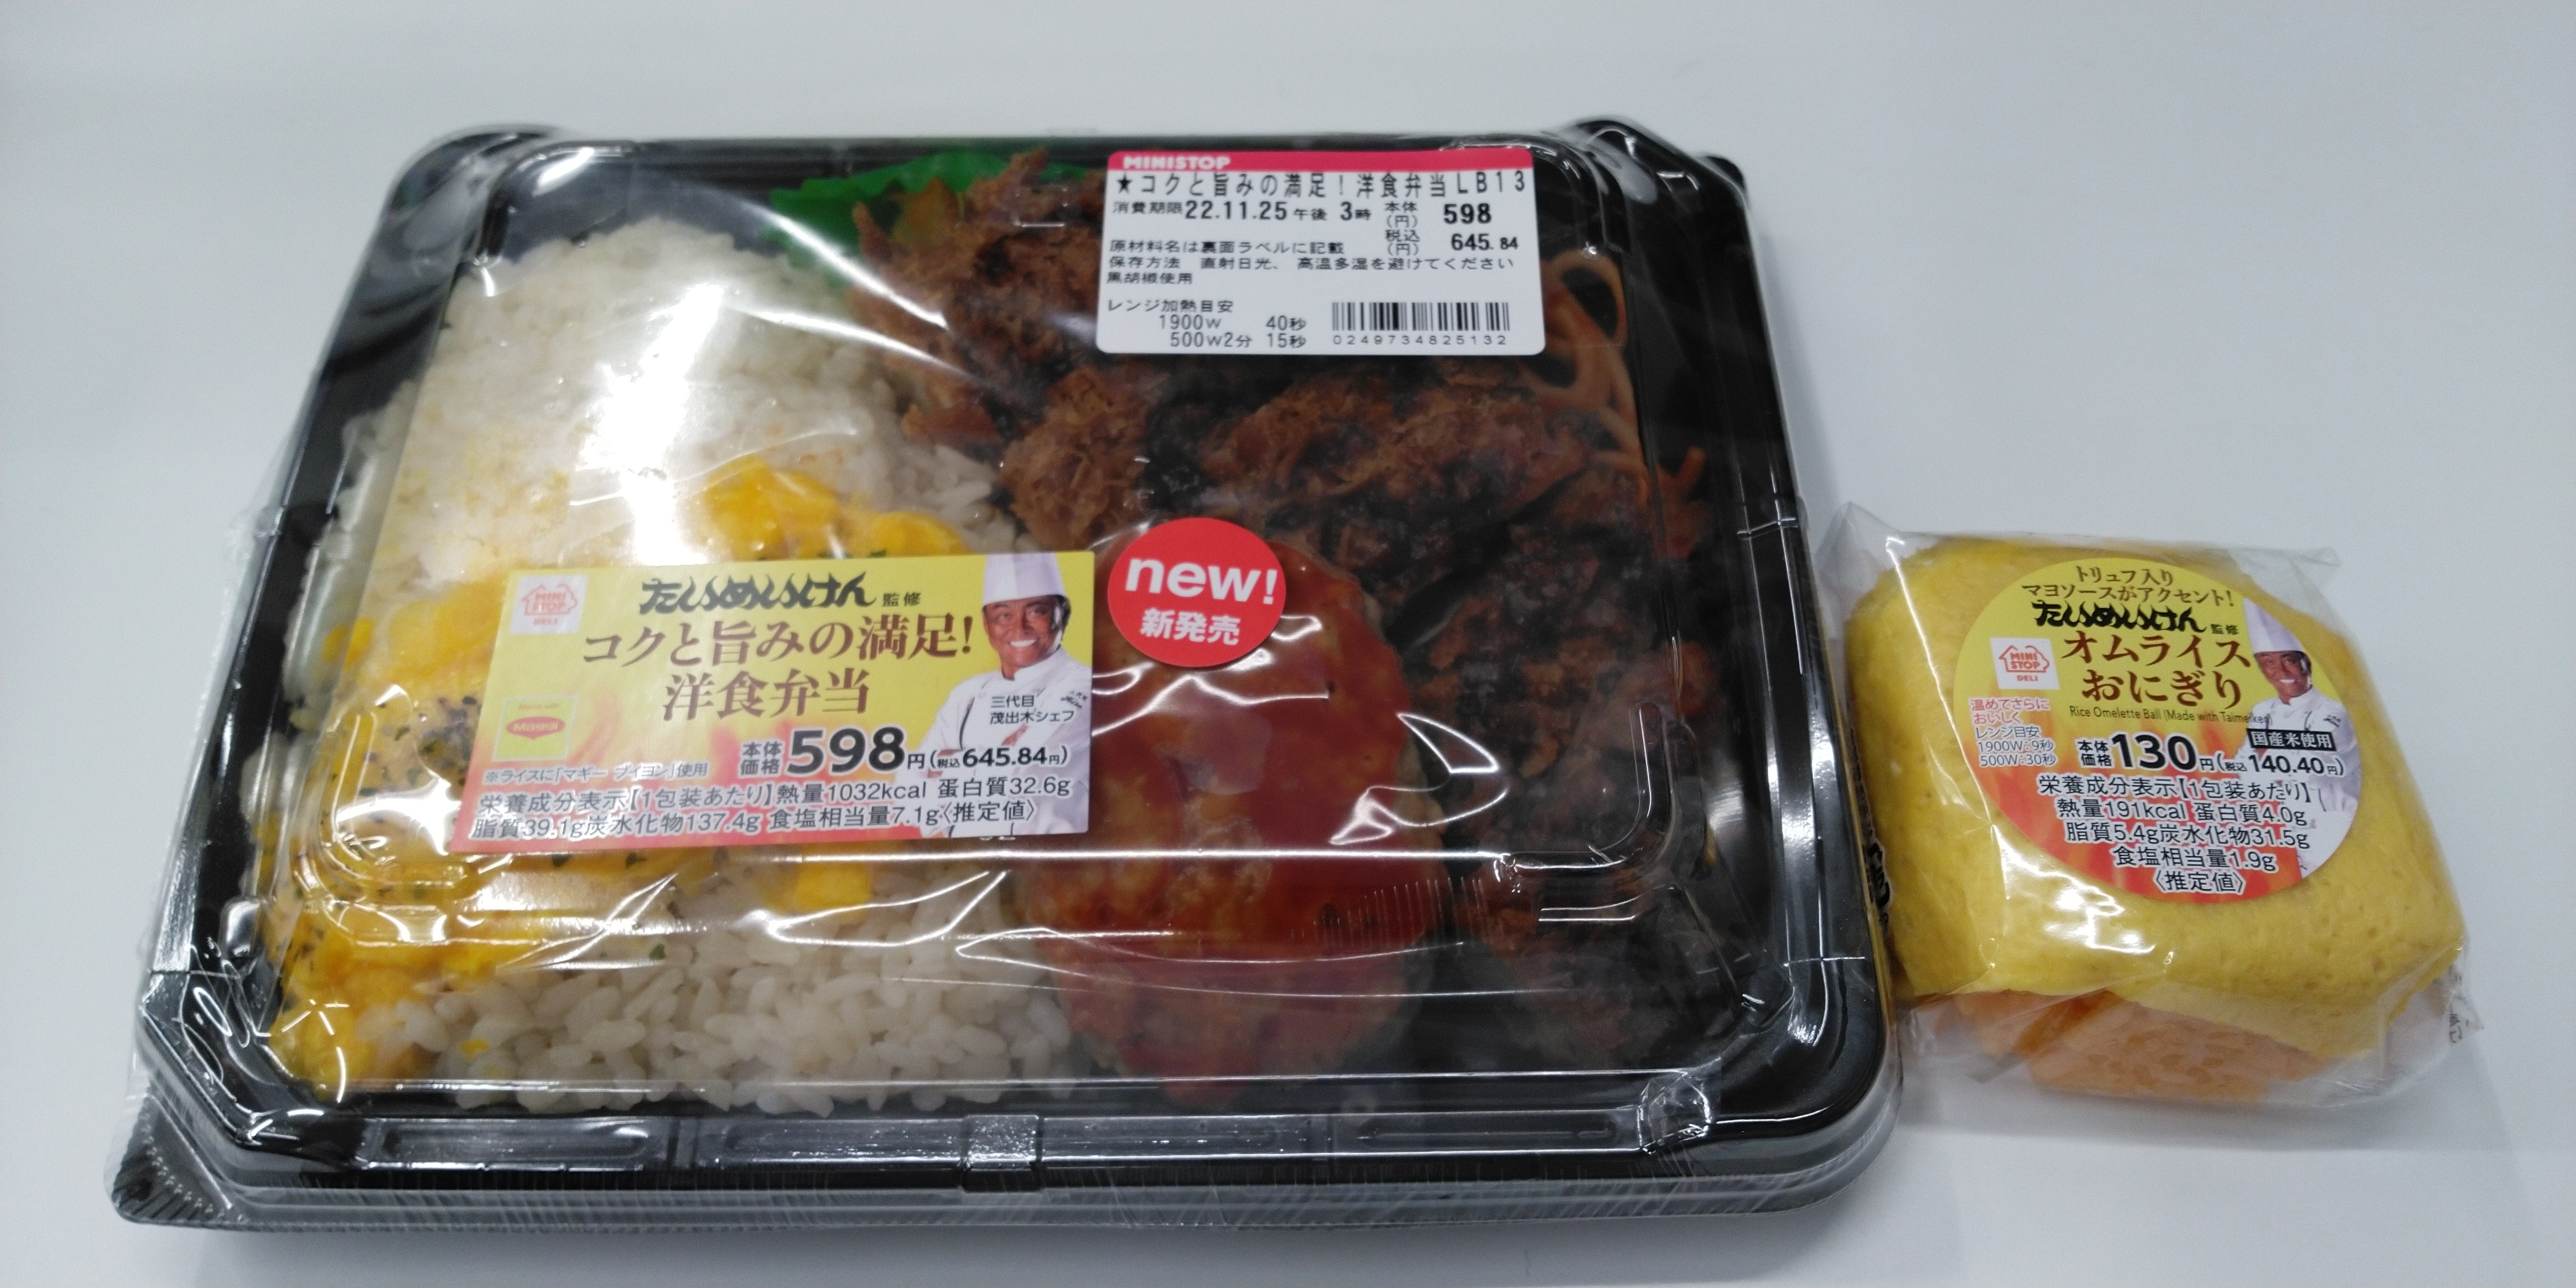 MINISTOP
★コクと旨みの満足!洋食弁当LB13
消費期限22.11.25午後 3時 本体(円) 598
税込(円) 645.84
原材料名は裏面ラベルに記載
保存方法 直射日光、高温多湿を避けてください
黒胡椒使用
レンジ加熱目安
1900W 40秒
500W2分 15秒
0249734825132
new!
新発売
MINI STOP DELI
たいめいけん 監修
コクと旨みの満足!
洋食弁当
三代目
茂出木シェフ
Made with
Maggi
本体価格598円(税込645.84円)
※ライスに「マギー ブイヨン」使用
栄養成分表示【1包装あたり】熱量1032kcal 蛋白質32.6g
脂質39.1g炭水化物137.4g 食塩相当量7.1g〈推定値〉
トリュフ入り
マヨソースがアクセント!
たいめいけん 監修
MINI STOP DELI
オムライス
おにぎり
Rice Omelette Ball (Made with Taimeiken)
温めてさらに
おいしく
レンジ目安
1900W:9秒
500W:30秒
国産米使用
本体価格130円(税込140.40円)
栄養成分表示【1包装あたり】
熱量191kcal 蛋白質4.0g
脂質5.4g炭水化物31.5g
食塩相当量1.9g
〈推定値〉